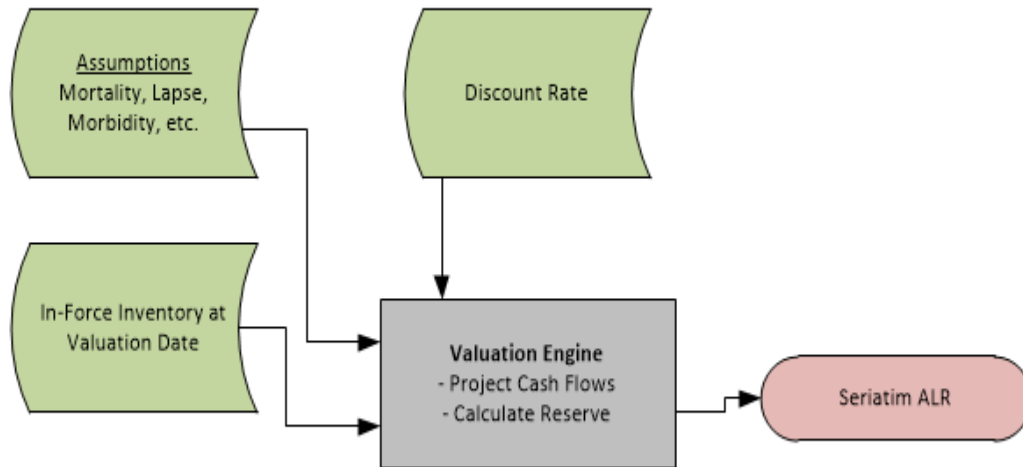 Assumptions
Mortality, Lapse,
Morbidity, etc.
Discount Rate
In-Force Inventory at
Valuation Date
Valuation Engine
- Project Cash Flows
- Calculate Reserve
Seriatim ALR